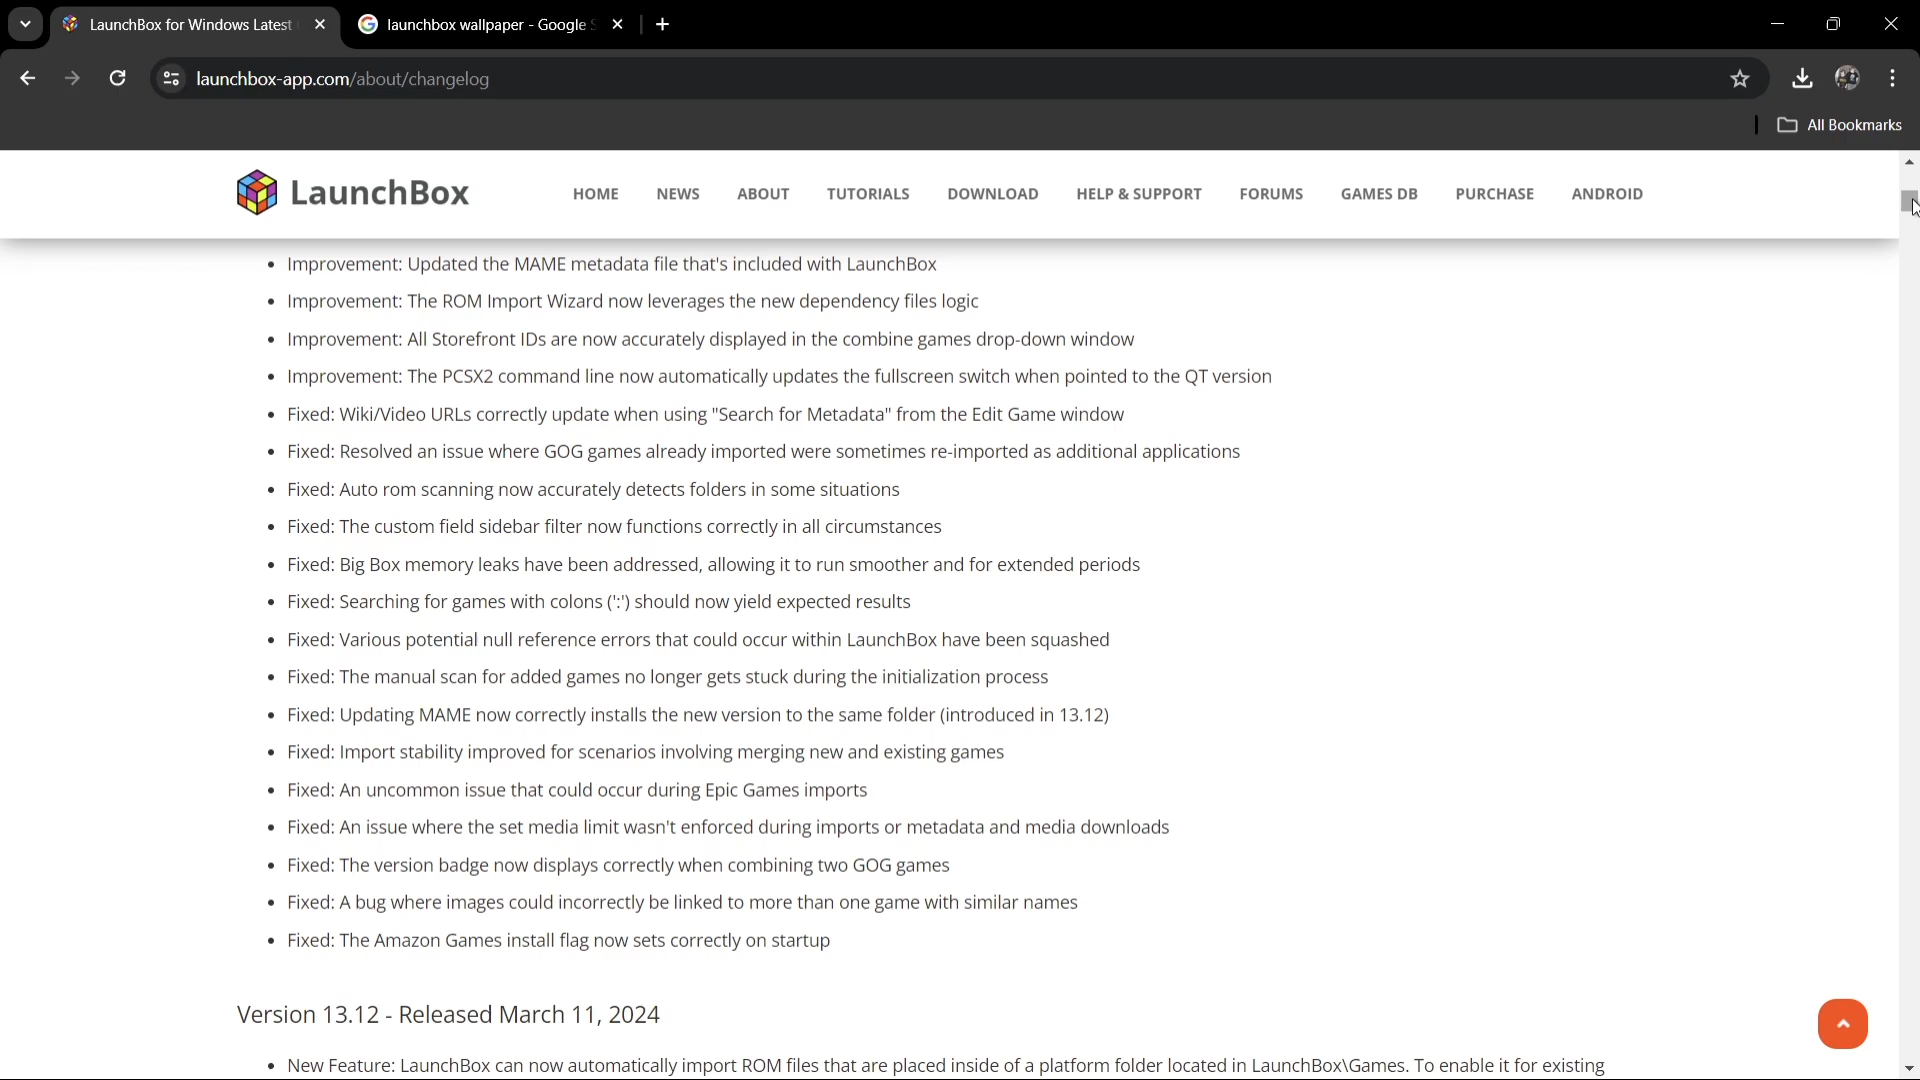 LaunchBox for Windows Latest
launchbox wallpaper - Google S
launchbox-app.com/about/changelog
All Bookmarks
LaunchBox
HOME NEWS ABOUT TUTORIALS DOWNLOAD HELP & SUPPORT FORUMS GAMES DB PURCHASE ANDROID
• Improvement: Updated the MAME metadata file that's included with LaunchBox
• Improvement: The ROM Import Wizard now leverages the new dependency files logic
• Improvement: All Storefront IDs are now accurately displayed in the combine games drop-down window
• Improvement: The PCSX2 command line now automatically updates the fullscreen switch when pointed to the QT version
• Fixed: Wiki/Video URLs correctly update when using "Search for Metadata" from the Edit Game window
• Fixed: Resolved an issue where GOG games already imported were sometimes re-imported as additional applications
• Fixed: Auto rom scanning now accurately detects folders in some situations
• Fixed: The custom field sidebar filter now functions correctly in all circumstances
• Fixed: Big Box memory leaks have been addressed, allowing it to run smoother and for extended periods
• Fixed: Searching for games with colons (':') should now yield expected results
• Fixed: Various potential null reference errors that could occur within LaunchBox have been squashed
• Fixed: The manual scan for added games no longer gets stuck during the initialization process
• Fixed: Updating MAME now correctly installs the new version to the same folder (introduced in 13.12)
• Fixed: Import stability improved for scenarios involving merging new and existing games
• Fixed: An uncommon issue that could occur during Epic Games imports
• Fixed: An issue where the set media limit wasn't enforced during imports or metadata and media downloads
• Fixed: The version badge now displays correctly when combining two GOG games
• Fixed: A bug where images could incorrectly be linked to more than one game with similar names
• Fixed: The Amazon Games install flag now sets correctly on startup
Version 13.12 - Released March 11, 2024
• New Feature: LaunchBox can now automatically import ROM files that are placed inside of a platform folder located in LaunchBox\Games. To enable it for existing